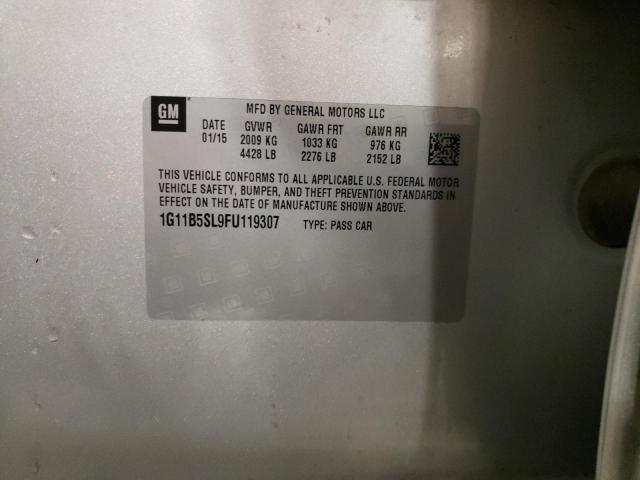 GM
MFD BY GENERAL MOTORS LLC
DATE GVWR GAWR FRT GAWR RR
01/15 2009 KG 1033 KG 976 KG
4428 LB 2276 LB 2152 LB
THIS VEHICLE CONFORMS TO ALL APPLICABLE U.S. FEDERAL MOTOR
VEHICLE SAFETY, BUMPER, AND THEFT PREVENTION STANDARDS IN
EFFECT ON THE DATE OF MANUFACTURE SHOWN ABOVE.
1G11B5SL9FU119307 TYPE: PASS CAR